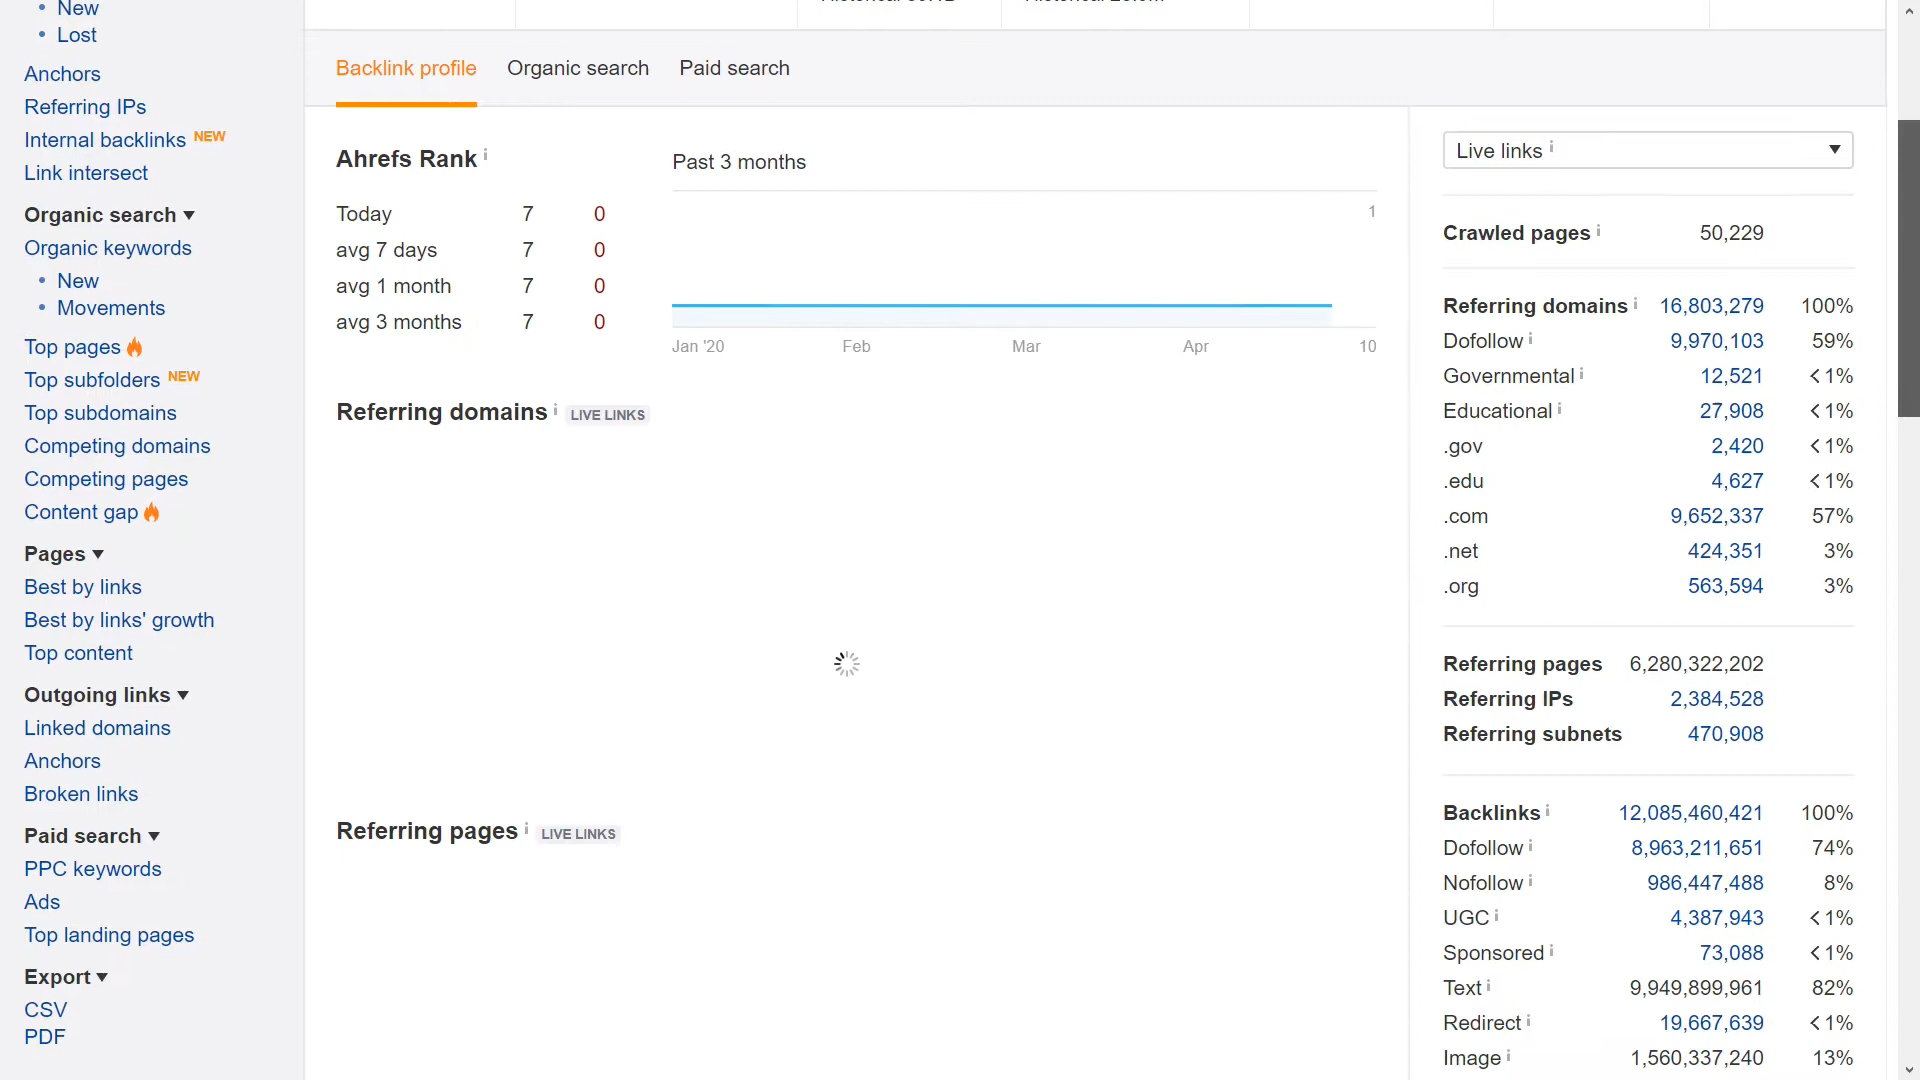 New
Lost
Anchors
Referring IPs
Internal backlinks NEW
Link intersect
Organic search
Organic keywords
New
Movements
Top pages
Top subfolders NEW
Top subdomains
Competing domains
Competing pages
Content gap
Pages
Best by links
Best by links' growth
Top content
Outgoing links
Linked domains
Anchors
Broken links
Paid search
PPC keywords
Ads
Top landing pages
Export
CSV
PDF
Backlink profile Organic search Paid search
Ahrefs Rank i
Today 7 0
avg 7 days 7 0
avg 1 month 7 0
avg 3 months 7 0
Past 3 months
1
Jan '20 Feb Mar Apr 10
Referring domains i LIVE LINKS
Referring pages i LIVE LINKS
Live links i
Crawled pages i 50,229
Referring domains i 16,803,279 100%
Dofollow i 9,970,103 59%
Governmental i 12,521 <1%
Educational i 27,908 <1%
.gov 2,420 <1%
.edu 4,627 <1%
.com 9,652,337 57%
.net 424,351 3%
.org 563,594 3%
Referring pages 6,280,322,202
Referring IPs 2,384,528
Referring subnets 470,908
Backlinks i 12,085,460,421 100%
Dofollow i 8,963,211,651 74%
Nofollow i 986,447,488 8%
UGC i 4,387,943 <1%
Sponsored i 73,088 <1%
Text i 9,949,899,961 82%
Redirect i 19,667,639 <1%
Image i 1,560,337,240 13%